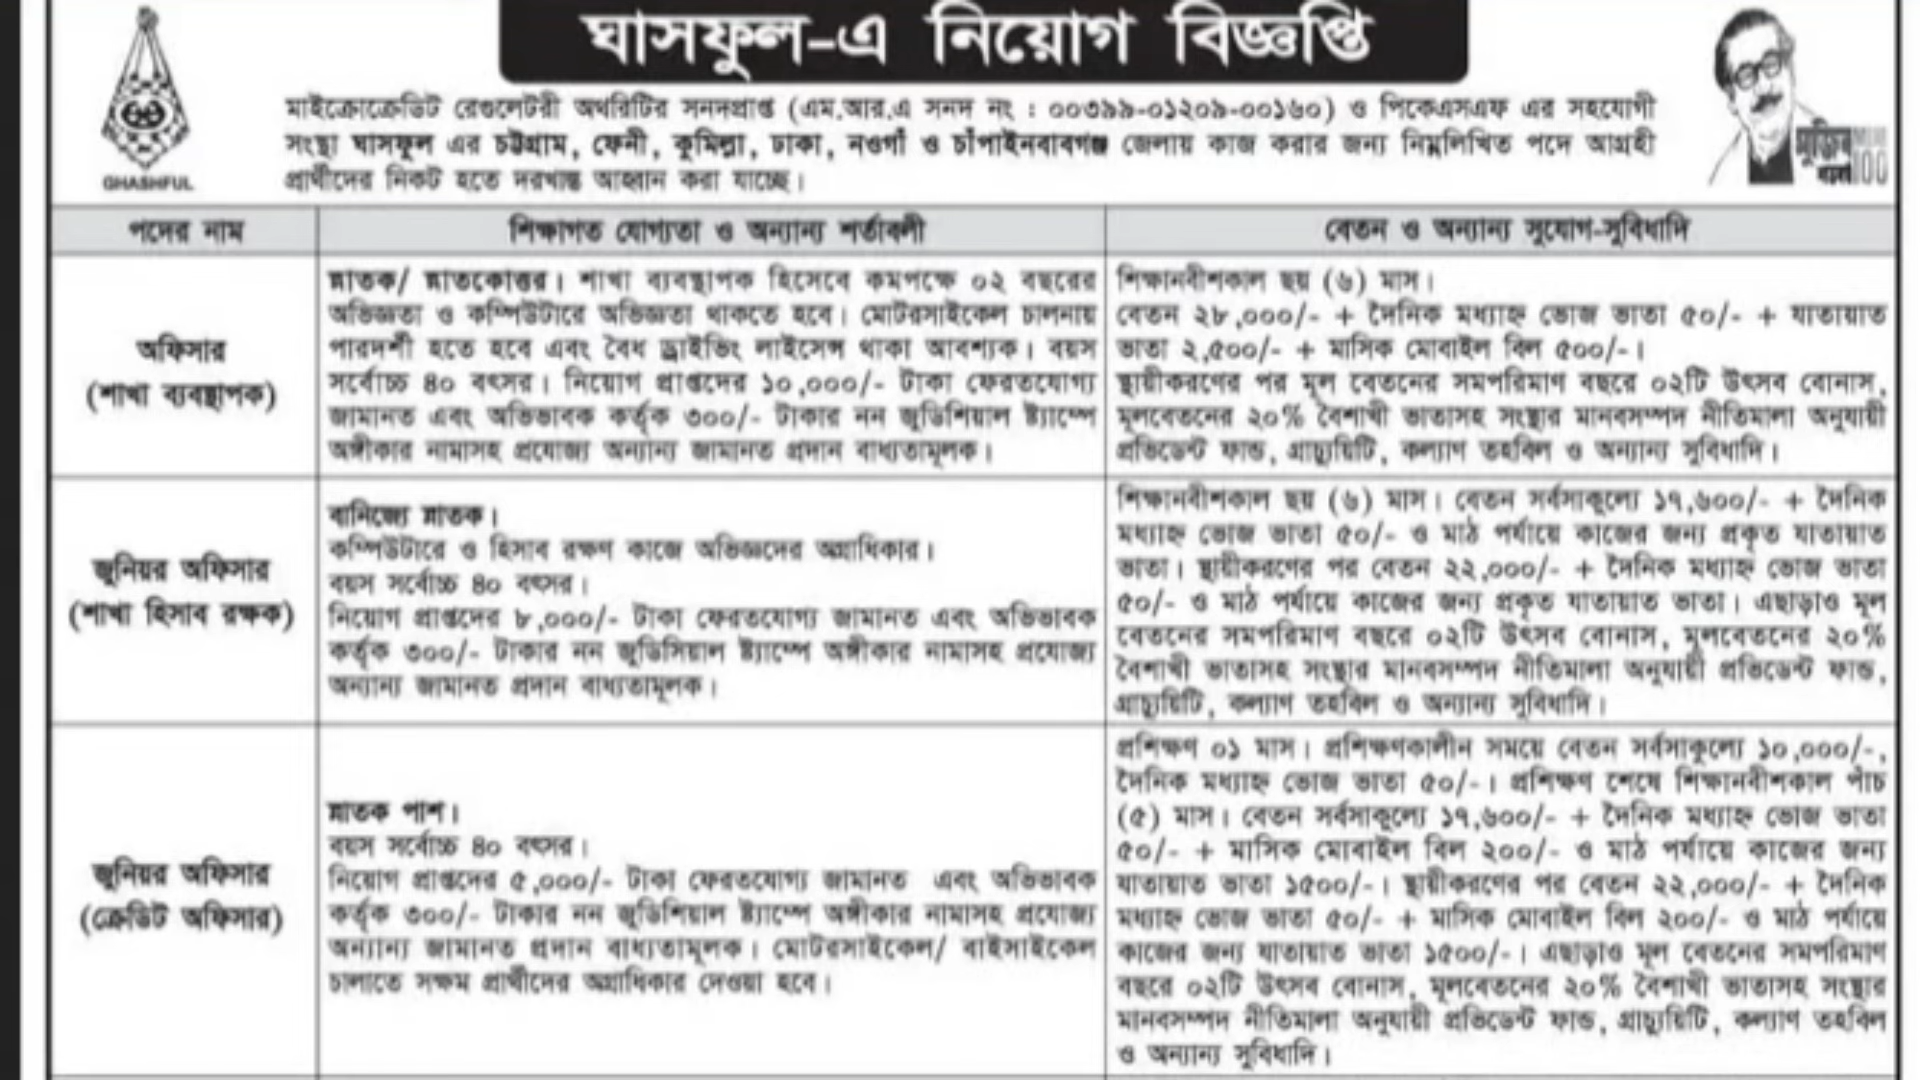 ঘাসফুল-এ নিয়োগ বিজ্ঞপ্তি
GHASHFUL
মাইক্রোক্রেডিট রেগুলেটরী অথরিটির সনদপ্রাপ্ত (এম.আর.এ সনদ নং : ০০৩৯৯-০১২০৯-০০১৬০) ও পিকেএসএফ এর সহযোগী
সংস্থা ঘাসফুল এর চট্টগ্রাম, ফেনী, কুমিল্লা, ঢাকা, নওগাঁ ও চাঁপাইনবাবগঞ্জ জেলায় কাজ করার জন্য নিম্নলিখিত পদে আগ্রহী
প্রার্থীদের নিকট হতে দরখাস্ত আহ্বান করা যাচ্ছে।
মুজিব
100
পদের নাম
শিক্ষাগত যোগ্যতা ও অন্যান্য শর্তাবলী
বেতন ও অন্যান্য সুযোগ-সুবিধাদি
অফিসার
(শাখা ব্যবস্থাপক)
স্নাতক/ স্নাতকোত্তর। শাখা ব্যবস্থাপক হিসেবে কমপক্ষে ০২ বছরের
অভিজ্ঞতা ও কম্পিউটারে অভিজ্ঞতা থাকতে হবে। মোটরসাইকেল চালনায়
পারদর্শী হতে হবে এবং বৈধ ড্রাইভিং লাইসেন্স থাকা আবশ্যক। বয়স
সর্বোচ্চ ৪০ বৎসর। নিয়োগ প্রাপ্তদের ১০,০০০/- টাকা ফেরতযোগ্য
জামানত এবং অভিভাবক কর্তৃক ৩০০/- টাকার নন জুডিশিয়াল ষ্ট্যাম্পে
অঙ্গীকার নামাসহ প্রযোজ্য অন্যান্য জামানত প্রদান বাধ্যতামূলক।
শিক্ষানবীশকাল ছয় (৬) মাস।
বেতন ২৮,০০০/- + দৈনিক মধ্যাহ্ন ভোজ ভাতা ৫০/- + যাতায়াত
ভাতা ২,৫০০/- + মাসিক মোবাইল বিল ৫০০/-।
স্থায়ীকরণের পর মূল বেতনের সমপরিমাণ বছরে ০২টি উৎসব বোনাস,
মূলবেতনের ২০% বৈশাখী ভাতাসহ সংস্থার মানবসম্পদ নীতিমালা অনুযায়ী
প্রভিডেন্ট ফান্ড, গ্রাচ্যুয়িটি, কল্যাণ তহবিল ও অন্যান্য সুবিধাদি।
জুনিয়র অফিসার
(শাখা হিসাব রক্ষক)
বানিজ্যে স্নাতক।
কম্পিউটারে ও হিসাব রক্ষণ কাজে অভিজ্ঞদের অগ্রাধিকার।
বয়স সর্বোচ্চ ৪০ বৎসর।
নিয়োগ প্রাপ্তদের ৮,০০০/- টাকা ফেরতযোগ্য জামানত এবং অভিভাবক
কর্তৃক ৩০০/- টাকার নন জুডিসিয়াল ষ্ট্যাম্পে অঙ্গীকার নামাসহ প্রযোজ্য
অন্যান্য জামানত প্রদান বাধ্যতামূলক।
শিক্ষানবীশকাল ছয় (৬) মাস। বেতন সর্বসাকূল্যে ১৭,৬০০/- + দৈনিক
মধ্যাহ্ন ভোজ ভাতা ৫০/- ও মাঠ পর্যায়ে কাজের জন্য প্রকৃত যাতায়াত
ভাতা। স্থায়ীকরণের পর বেতন ২২,০০০/- + দৈনিক মধ্যাহ্ন ভোজ ভাতা
৫০/- ও মাঠ পর্যায়ে কাজের জন্য প্রকৃত যাতায়াত ভাতা। এছাড়াও মূল
বেতনের সমপরিমাণ বছরে ০২টি উৎসব বোনাস, মূলবেতনের ২০%
বৈশাখী ভাতাসহ সংস্থার মানবসম্পদ নীতিমালা অনুযায়ী প্রভিডেন্ট ফান্ড,
গ্রাচ্যুয়িটি, কল্যাণ তহবিল ও অন্যান্য সুবিধাদি।
জুনিয়র অফিসার
(ক্রেডিট অফিসার)
স্নাতক পাশ।
বয়স সর্বোচ্চ ৪০ বৎসর।
নিয়োগ প্রাপ্তদের ৫,০০০/- টাকা ফেরতযোগ্য জামানত এবং অভিভাবক
কর্তৃক ৩০০/- টাকার নন জুডিশিয়াল ষ্ট্যাম্পে অঙ্গীকার নামাসহ প্রযোজ্য
অন্যান্য জামানত প্রদান বাধ্যতামূলক। মোটরসাইকেল/ বাইসাইকেল
চালাতে সক্ষম প্রার্থীদের অগ্রাধিকার দেওয়া হবে।
প্রশিক্ষণ ০১ মাস। প্রশিক্ষণকালীন সময়ে বেতন সর্বসাকূল্যে ১০,০০০/-,
দৈনিক মধ্যাহ্ন ভোজ ভাতা ৫০/-। প্রশিক্ষণ শেষে শিক্ষানবীশকাল পাঁচ
(৫) মাস। বেতন সর্বসাকূল্যে ১৭,৬০০/- + দৈনিক মধ্যাহ্ন ভোজ ভাতা
৫০/- + মাসিক মোবাইল বিল ২০০/- ও মাঠ পর্যায়ে কাজের জন্য
যাতায়াত ভাতা ১৫০০/-। স্থায়ীকরণের পর বেতন ২২,০০০/- + দৈনিক
মধ্যাহ্ন ভোজ ভাতা ৫০/- + মাসিক মোবাইল বিল ২০০/- ও মাঠ পর্যায়ে
কাজের জন্য যাতায়াত ভাতা ১৫০০/-। এছাড়াও মূল বেতনের সমপরিমাণ
বছরে ০২টি উৎসব বোনাস, মূলবেতনের ২০% বৈশাখী ভাতাসহ সংস্থার
মানবসম্পদ নীতিমালা অনুযায়ী প্রভিডেন্ট ফান্ড, গ্রাচ্যুয়িটি, কল্যাণ তহবিল
ও অন্যান্য সুবিধাদি।